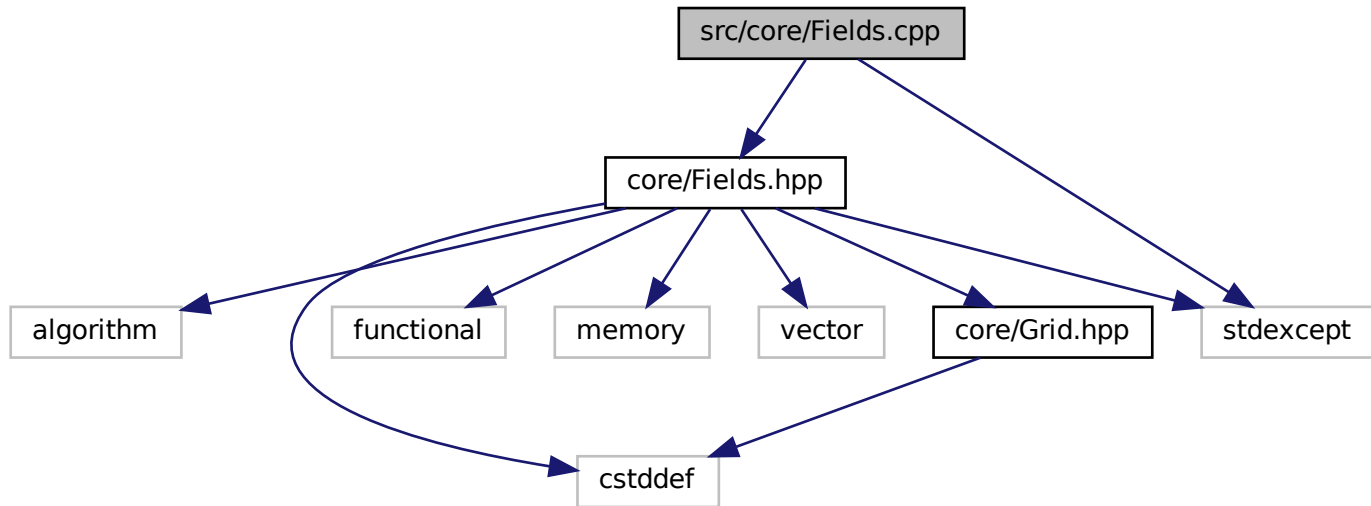 src/core/Fields.cpp
core/Fields.hpp
algorithm
functional
memory
vector
core/Grid.hpp
stdexcept
cstddef